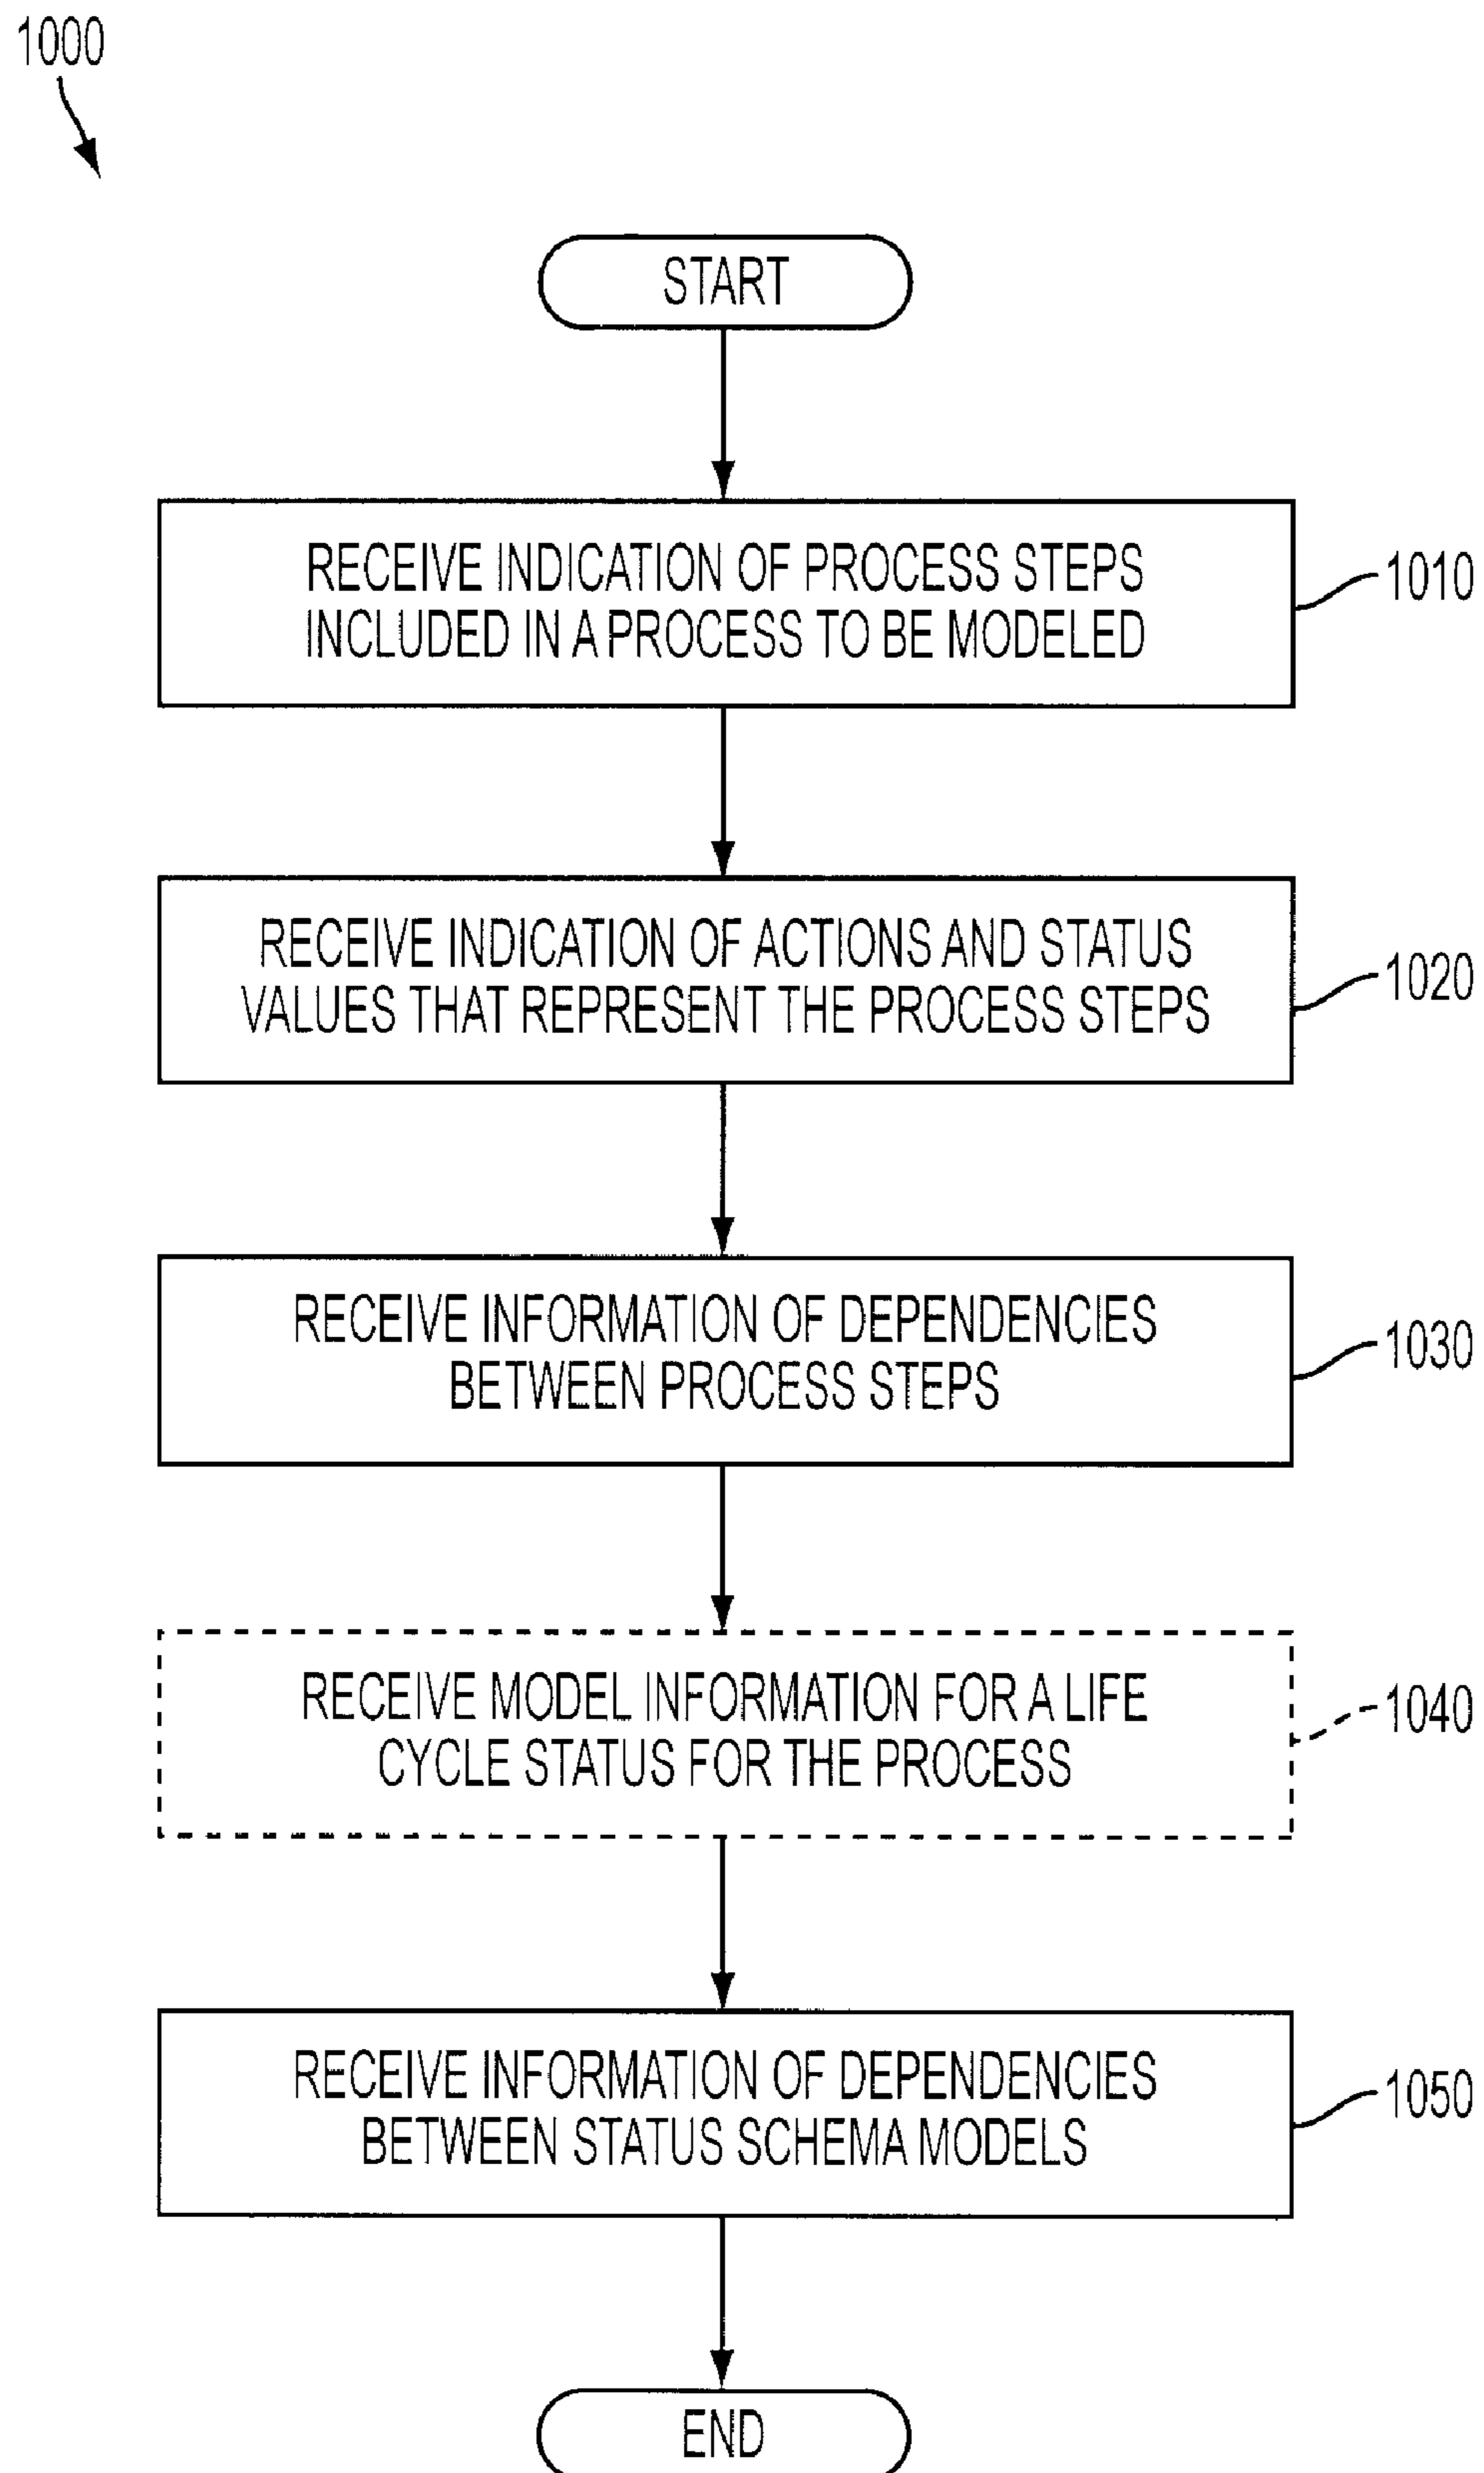 1000
START
RECEIVE INDICATION OF PROCESS STEPS
INCLUDED IN A PROCESS TO BE MODELED
1010
RECEIVE INDICATION OF ACTIONS AND STATUS
VALUES THAT REPRESENT THE PROCESS STEPS
1020
RECEIVE INFORMATION OF DEPENDENCIES
BETWEEN PROCESS STEPS
1030
RECEIVE MODEL INFORMATION FOR A LIFE
CYCLE STATUS FOR THE PROCESS
1040
RECEIVE INFORMATION OF DEPENDENCIES
BETWEEN STATUS SCHEMA MODELS
1050
END